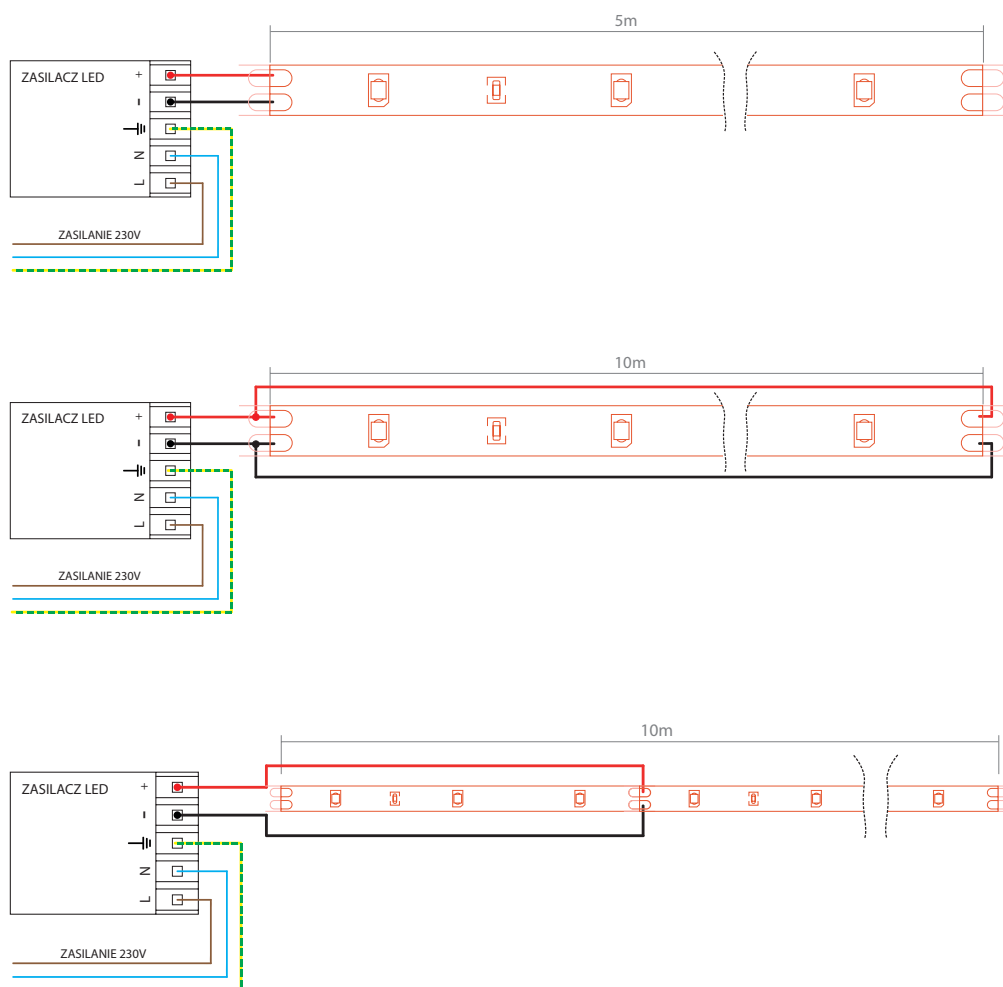 5m
ZASILACZ LED
+
-
N
L
ZASILANIE 230V
10m
ZASILACZ LED
+
-
N
L
ZASILANIE 230V
10m
ZASILACZ LED
+
-
N
L
ZASILANIE 230V